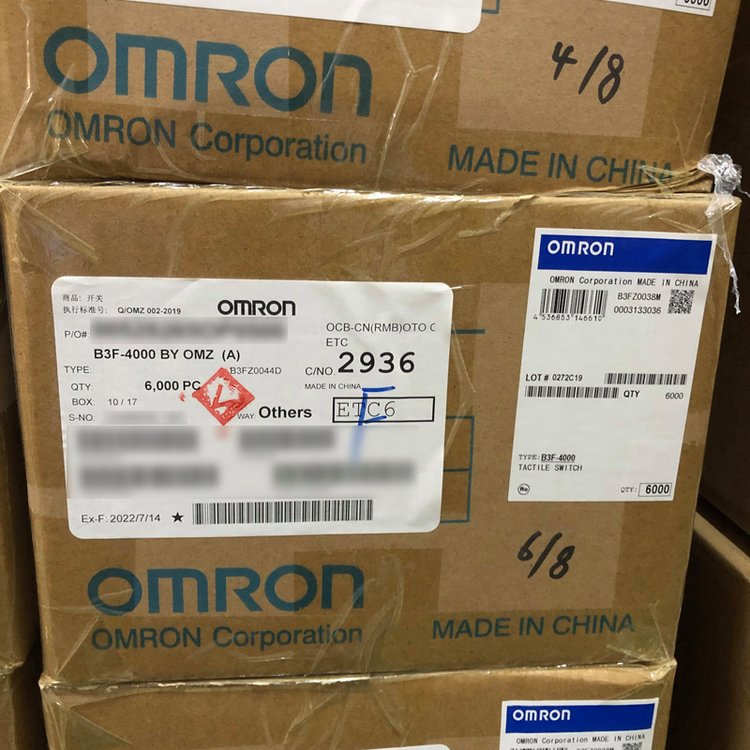 6000
OMRON
OMRON Corporation
4/8
MADE IN CHINA
商品: 开关
执行标准号: Q/OMZ 002-2019
OMRON
P/O#
OCB-CN(RMB)OTO C
ETC
B3F-4000 BY OMZ (A)
TYPE: B3FZ0044D
C/NO. 2936
QTY: 6,000 PC
MADE IN CHINA
BOX: 10 / 17
WAY Others
ETC6
S-NO:
Ex-F: 2022/7/14 ★
OMRON
OMRON Corporation MADE IN CHINA
B3FZ0038M
4 536853 146610
0003133036
LOT # 0272C19
QTY 6000
TYPE: B3F-4000
TACTILE SWITCH
QTY: 6000
6/8
OMRON
OMRON Corporation
MADE IN CHINA
OMRON
OMRON Corporation MADE IN CHINA